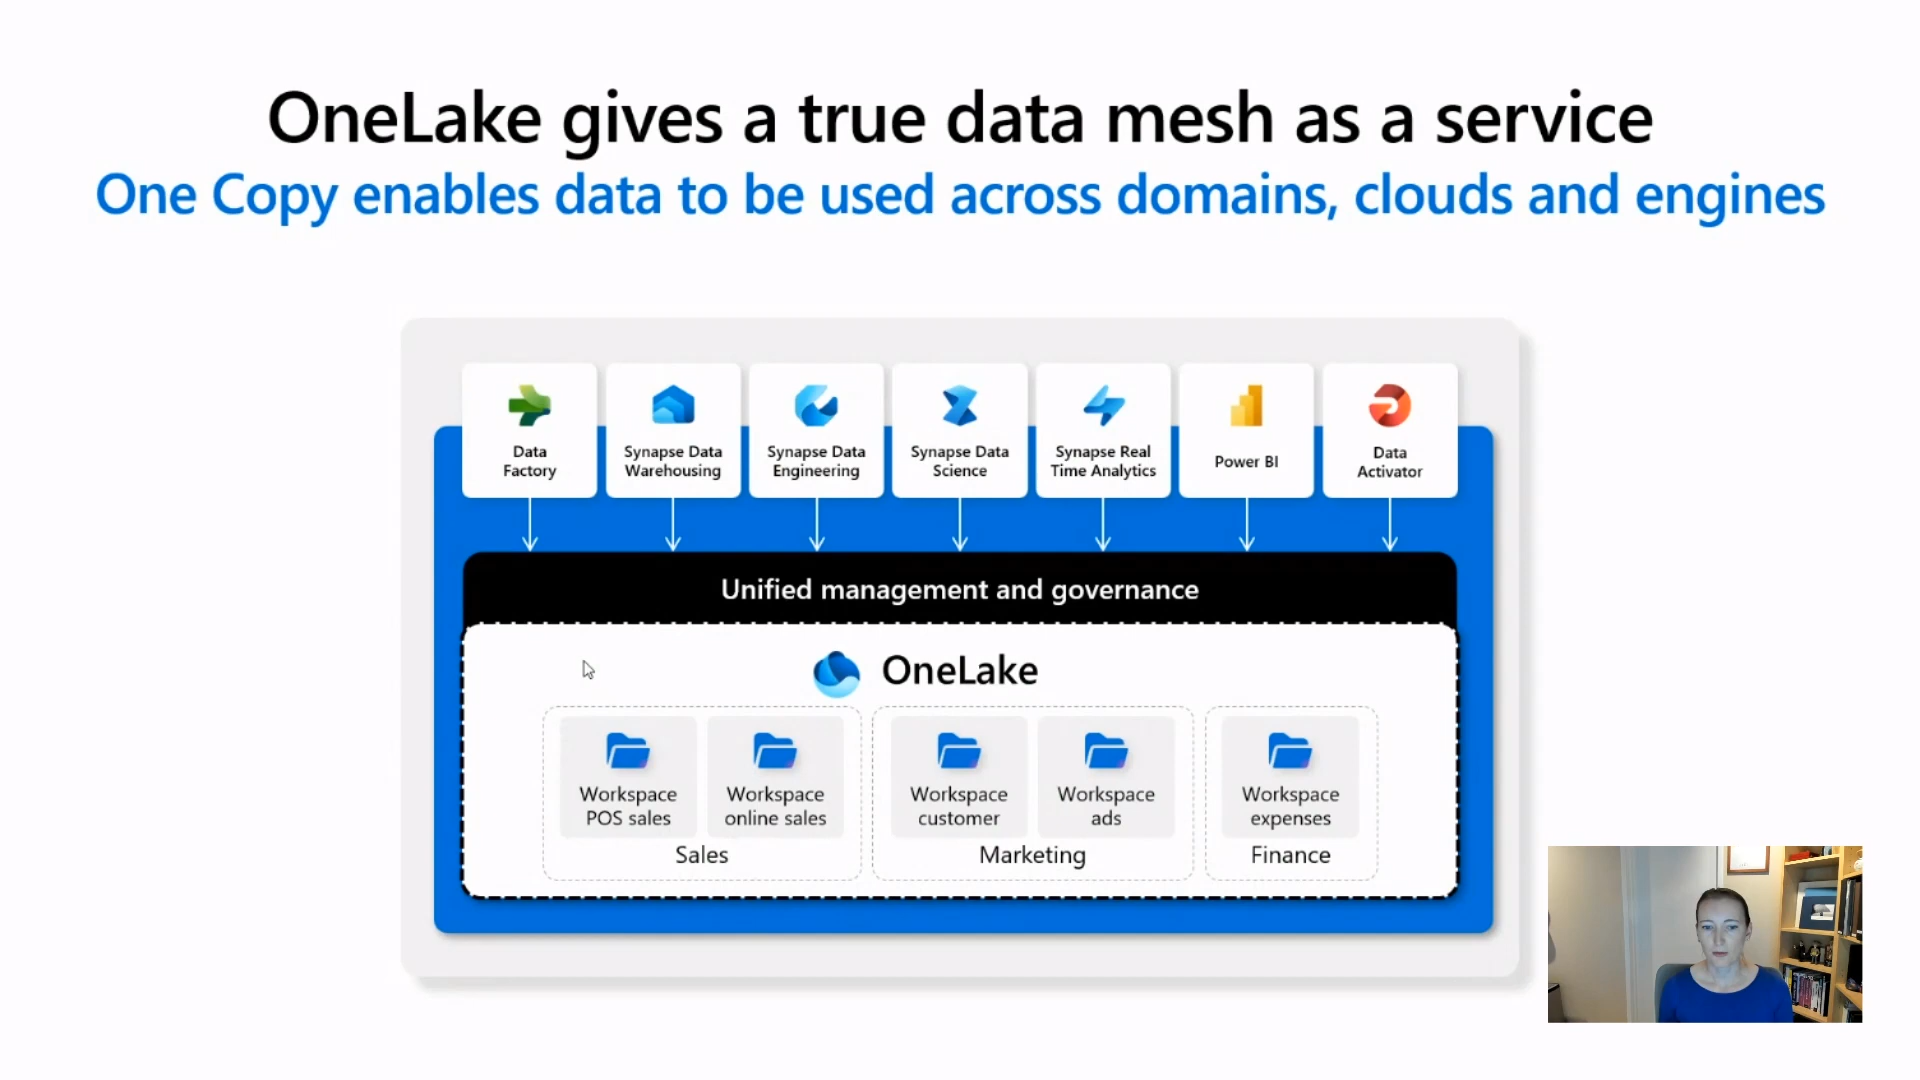 OneLake gives a true data mesh as a service
One Copy enables data to be used across domains, clouds and engines
Data
Factory
Synapse Data
Warehousing
Synapse Data
Engineering
Synapse Data
Science
Synapse Real
Time Analytics
Power BI
Data
Activator
Unified management and governance
OneLake
Workspace
POS sales
Workspace
online sales
Sales
Workspace
customer
Workspace
ads
Marketing
Workspace
expenses
Finance